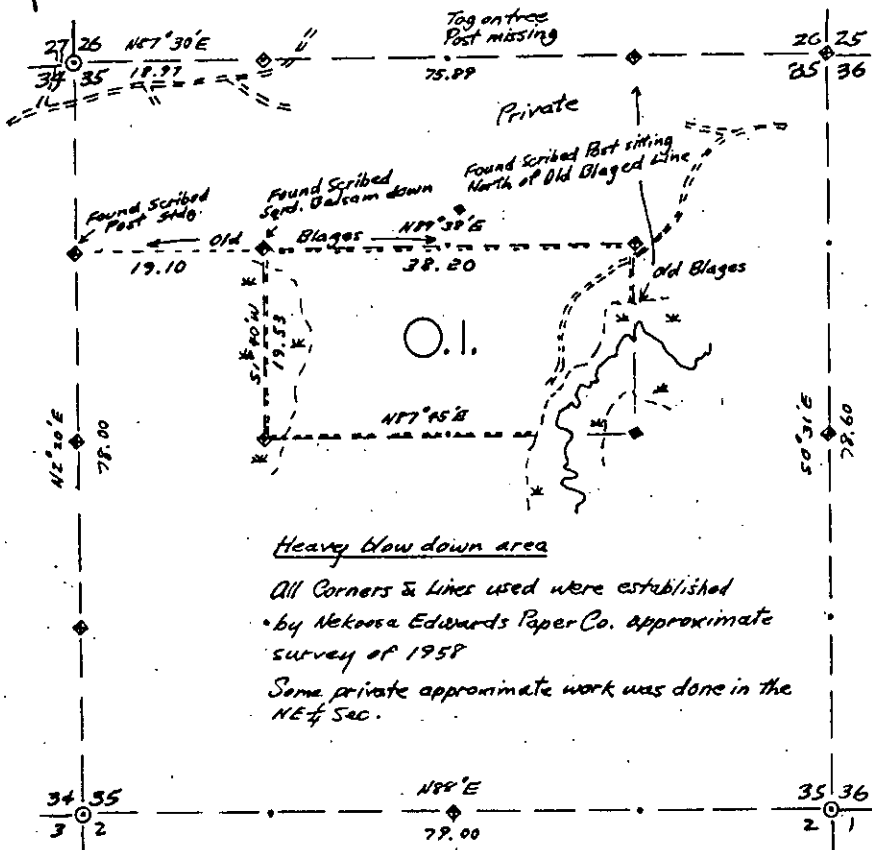 27 26
N87°30'E
Tag on tree
Post missing
26 25
34 35
18.97
75.89
35 36
Private
Found Scribed
Post Stdg.
Found Scribed
Sqrd. Balsam down
Found Scribed Post sitting
North of Old Blaged Line
Old Blages
N89°38'E
19.10
38.20
Old Blages
S1°40'W
19.53
O.I.
N87°45'E
N2°20'E
78.00
S0°31'E
78.60
Heavy blow down area
All Corners & Lines used were established
by Nekoosa Edwards Paper Co. approximate
survey of 1958
Some private approximate work was done in the
NE¼ Sec.
34 35
N88°E
35 36
3 2
79.00
2 1